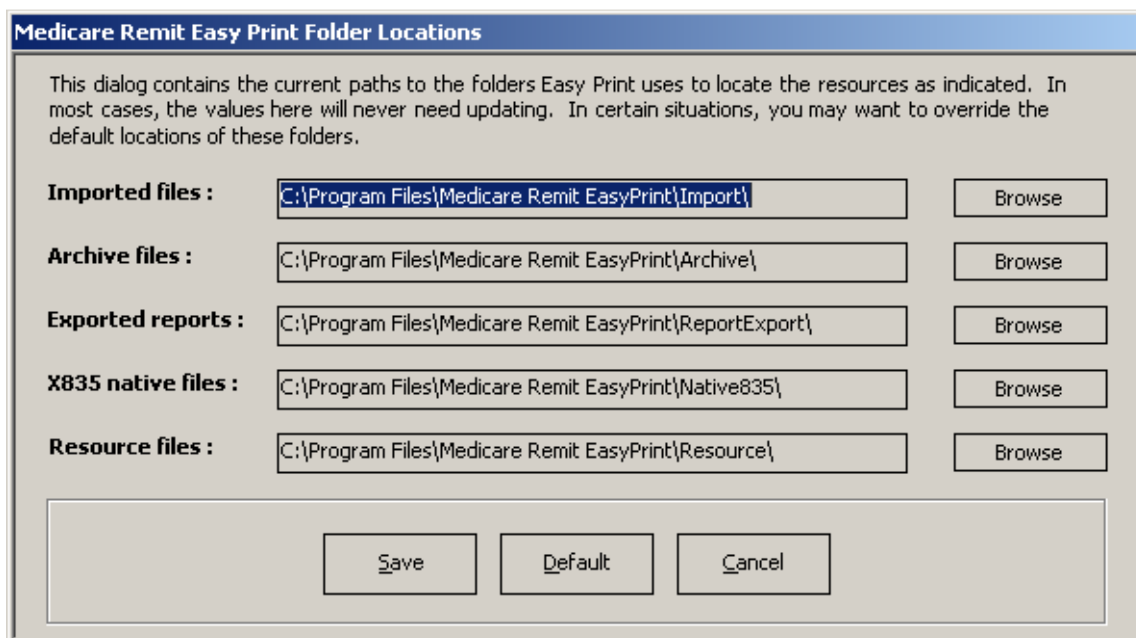 Medicare Remit Easy Print Folder Locations
This dialog contains the current paths to the folders Easy Print uses to locate the resources as indicated.  In
most cases, the values here will never need updating.  In certain situations, you may want to override the
default locations of these folders.
Imported files : C:\Program Files\Medicare Remit EasyPrint\Import\ Browse
Archive files : C:\Program Files\Medicare Remit EasyPrint\Archive\ Browse
Exported reports : C:\Program Files\Medicare Remit EasyPrint\ReportExport\ Browse
X835 native files : C:\Program Files\Medicare Remit EasyPrint\Native835\ Browse
Resource files : C:\Program Files\Medicare Remit EasyPrint\Resource\ Browse
Save Default Cancel